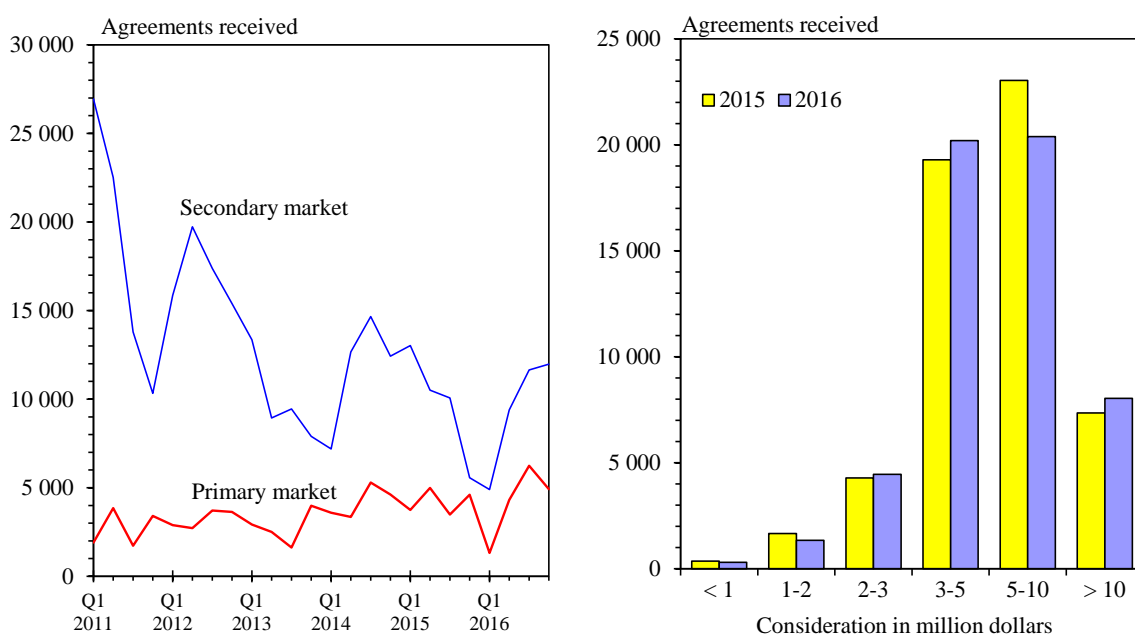 Agreements received
30 000
25 000
20 000
15 000
10 000
5 000
0
Secondary market
Primary market
Q1 Q1 Q1 Q1 Q1 Q1
2011 2012 2013 2014 2015 2016
Agreements received
25 000
20 000
15 000
10 000
5 000
0
2015 2016
< 1 1-2 2-3 3-5 5-10 > 10
Consideration in million dollars